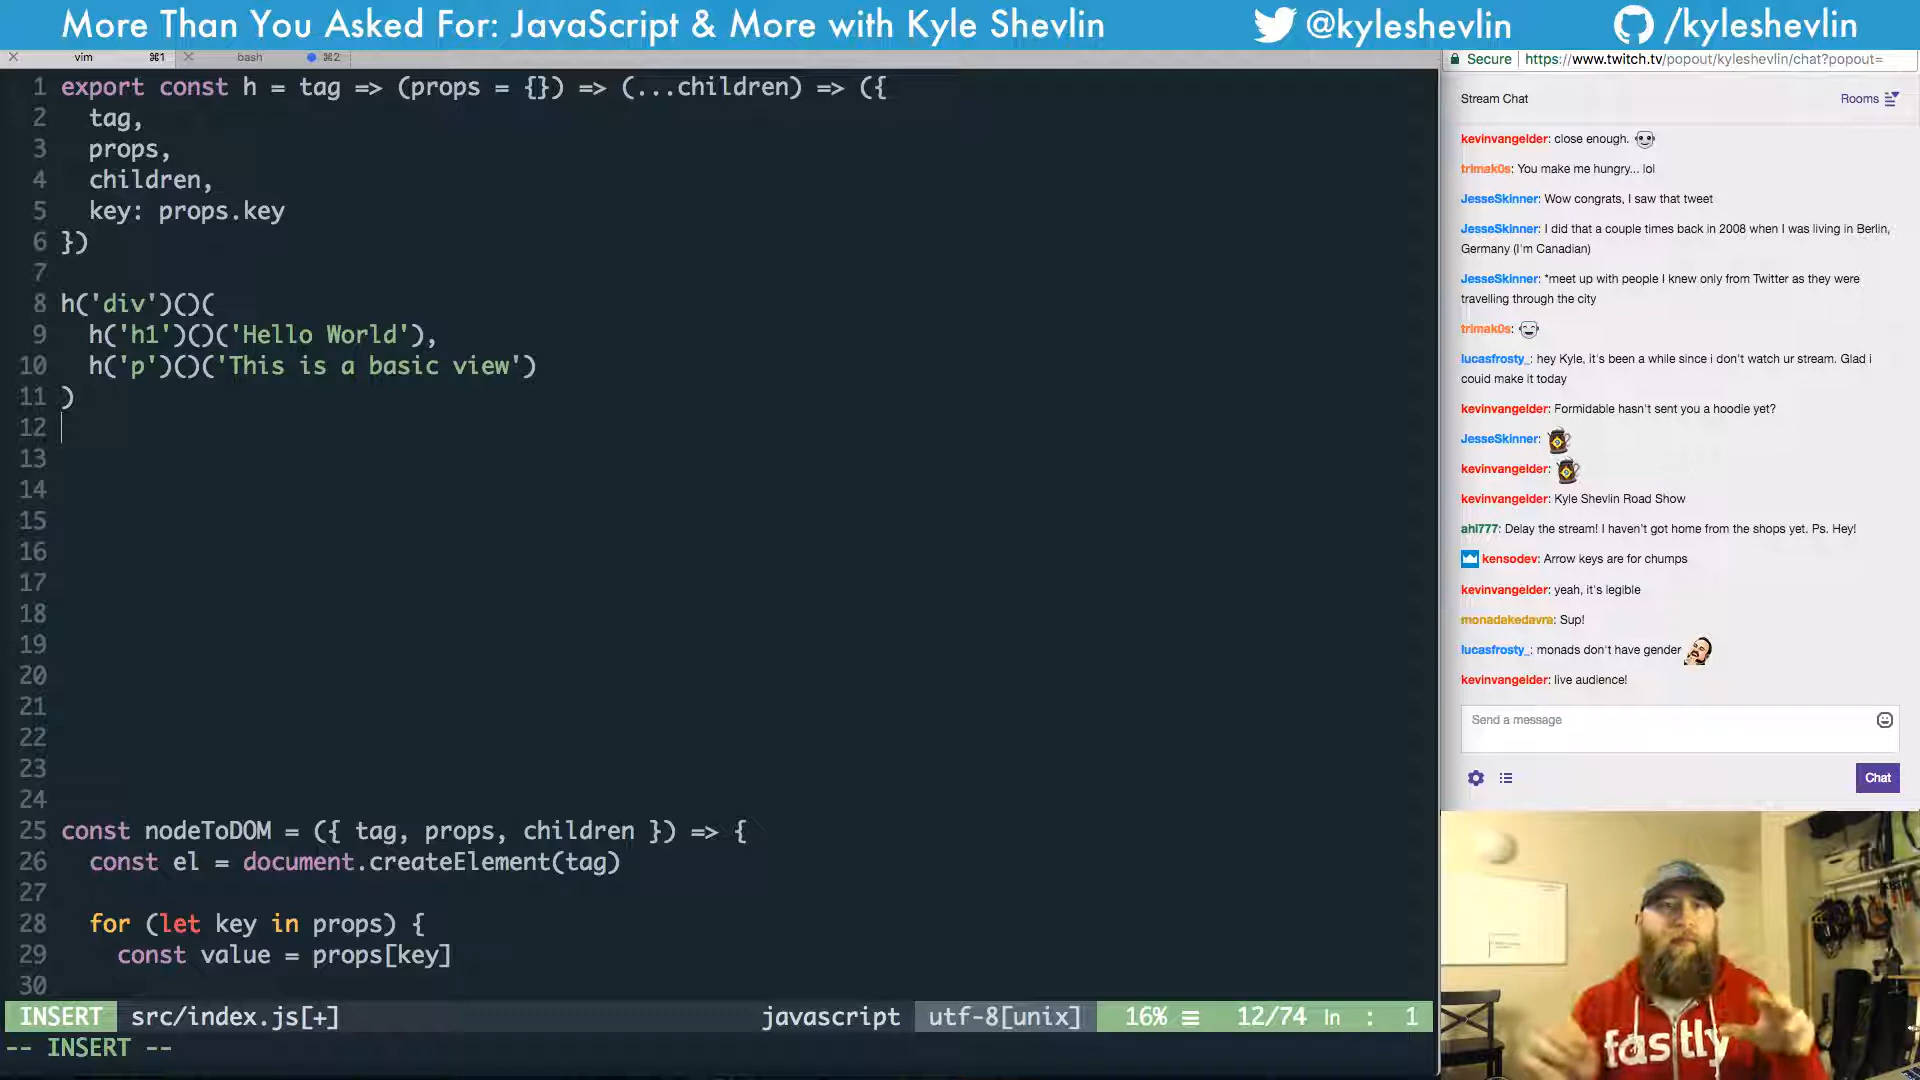 More Than You Asked For: JavaScript & More with Kyle Shevlin
@kyleshevlin
/kyleshevlin
vim ⌘1
bash ⌘2
1 export const h = tag => (props = {}) => (...children) => ({
2 tag,
3 props,
4 children,
5 key: props.key
6 })
7
8 h('div')()(
9 h('h1')()('Hello World'),
10 h('p')()('This is a basic view')
11 )
12
13
14
15
16
17
18
19
20
21
22
23
24
25 const nodeToDOM = ({ tag, props, children }) => {
26 const el = document.createElement(tag)
27
28 for (let key in props) {
29 const value = props[key]
30
INSERT src/index.js[+] javascript utf-8[unix] 16% ≡ 12/74 ln : 1
-- INSERT --
Secure https://www.twitch.tv/popout/kyleshevlin/chat?popout=
Stream Chat
Rooms
kevinvangelder: close enough.
trimak0s: You make me hungry... lol
JesseSkinner: Wow congrats, I saw that tweet
JesseSkinner: I did that a couple times back in 2008 when I was living in Berlin,
Germany (I'm Canadian)
JesseSkinner: *meet up with people I knew only from Twitter as they were
travelling through the city
trimak0s:
lucasfrosty_: hey Kyle, it's been a while since i don't watch ur stream. Glad i
could make it today
kevinvangelder: Formidable hasn't sent you a hoodie yet?
JesseSkinner:
kevinvangelder:
kevinvangelder: Kyle Shevlin Road Show
ahl777: Delay the stream! I haven't got home from the shops yet. Ps. Hey!
kensodev: Arrow keys are for chumps
kevinvangelder: yeah, it's legible
monadakedavra: Sup!
lucasfrosty_: monads don't have gender
kevinvangelder: live audience!
Send a message
Chat
fastly